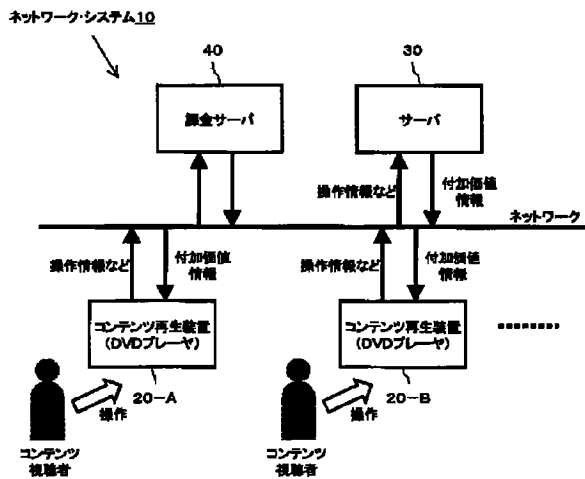 ネットワーク・システム10
40
30
課金サーバ
サーバ
操作情報など
付加価値
情報
ネットワーク
操作情報など
付加価値
情報
操作情報など
付加価値
情報
コンテンツ再生装置
(DVDプレーヤ)
コンテンツ再生装置
(DVDプレーヤ)
操作
20-A
操作
20-B
コンテンツ
視聴者
コンテンツ
視聴者